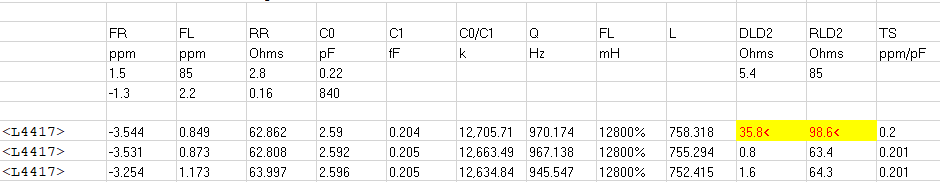 FR FL RR C0 C1 C0/C1 Q FL L DLD2 RLD2 TS
ppm ppm Ohms pF fF k Hz mH Ohms Ohms ppm/pF
1.5 85 2.8 0.22 5.4 85
-1.3 2.2 0.16 840
<L4417> -3.544 0.849 62.862 2.59 0.204 12,705.71 970.174 12800% 758.318 35.8< 98.6< 0.2
<L4417> -3.531 0.873 62.808 2.592 0.205 12,663.49 967.138 12800% 755.294 0.8 63.4 0.201
<L4417> -3.254 1.173 63.997 2.596 0.205 12,634.84 945.547 12800% 752.415 1.6 64.3 0.201